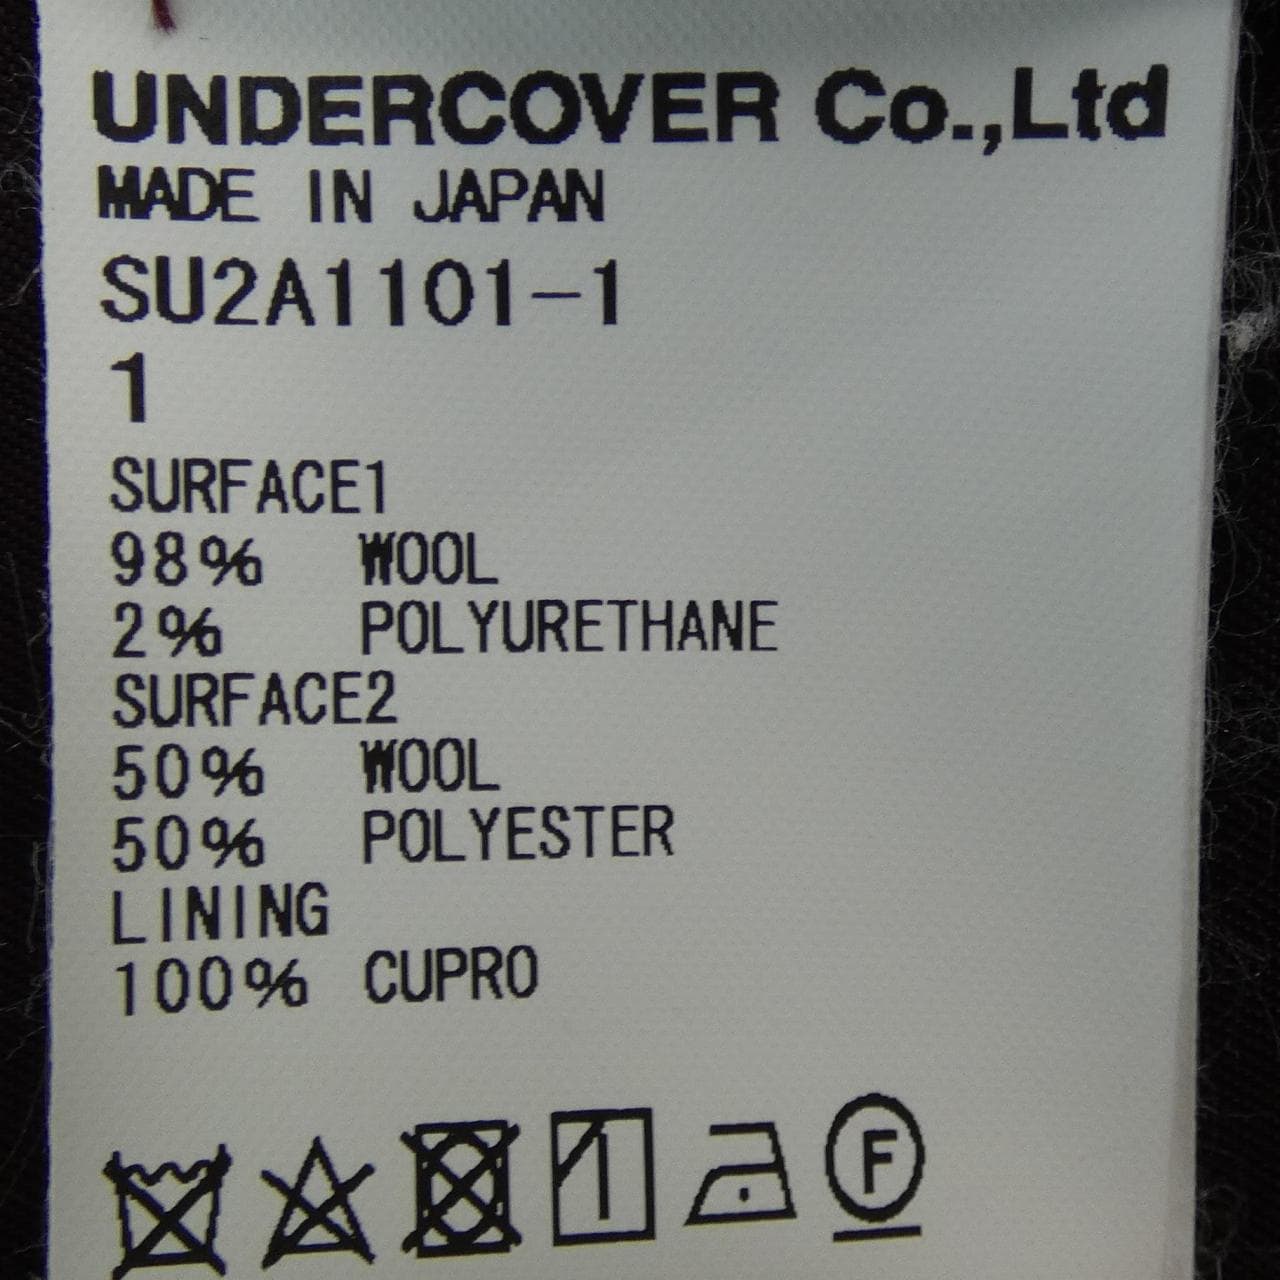 UNDERCOVER Co.,Ltd
MADE IN JAPAN
SU2A1101-1
1
SURFACE1
98% WOOL
2% POLYURETHANE
SURFACE2
50% WOOL
50% POLYESTER
LINING
100% CUPRO
F